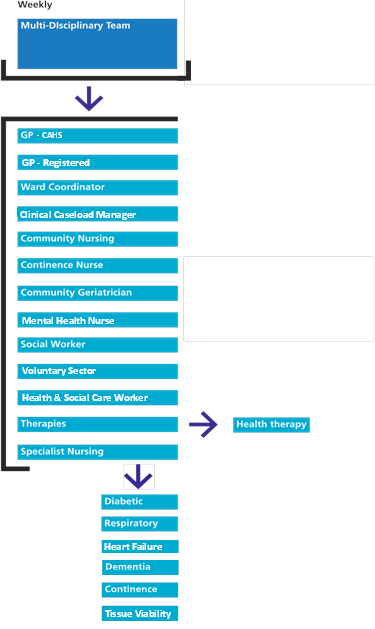 Weekly
Multi-DIsciplinary Team
GP - CAHS
GP - Registered
Ward Coordinator
Clinical Caseload Manager
Community Nursing
Continence Nurse
Community Geriatrician
Mental Health Nurse
Social Worker
Voluntary Sector
Health & Social Care Worker
Therapies
Health therapy
Specialist Nursing
Diabetic
Respiratory
Heart Failure
Dementia
Continence
Tissue Viability